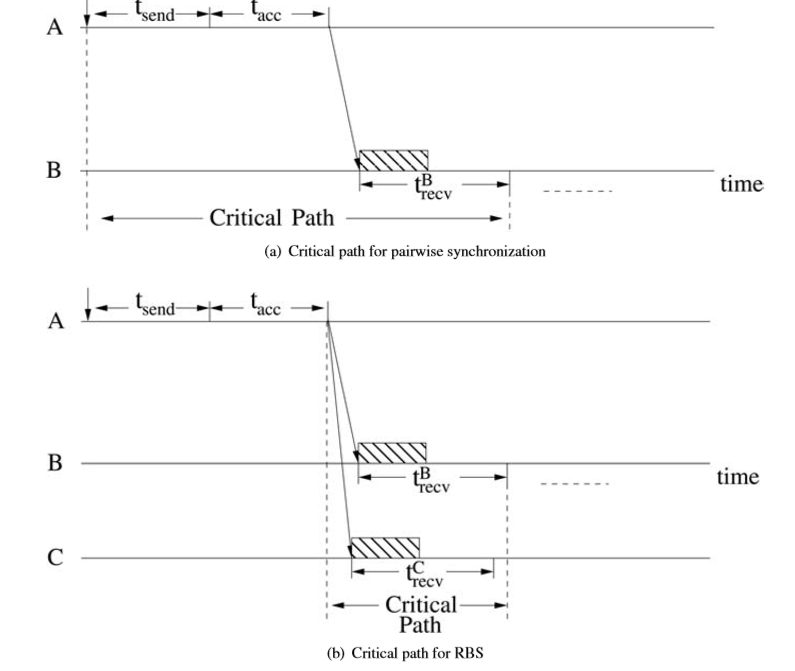 t_send t_acc
A
B
t^B_recv
time
Critical Path
(a) Critical path for pairwise synchronization
t_send t_acc
A
B
t^B_recv
time
C
t^C_recv
Critical
Path
(b) Critical path for RBS